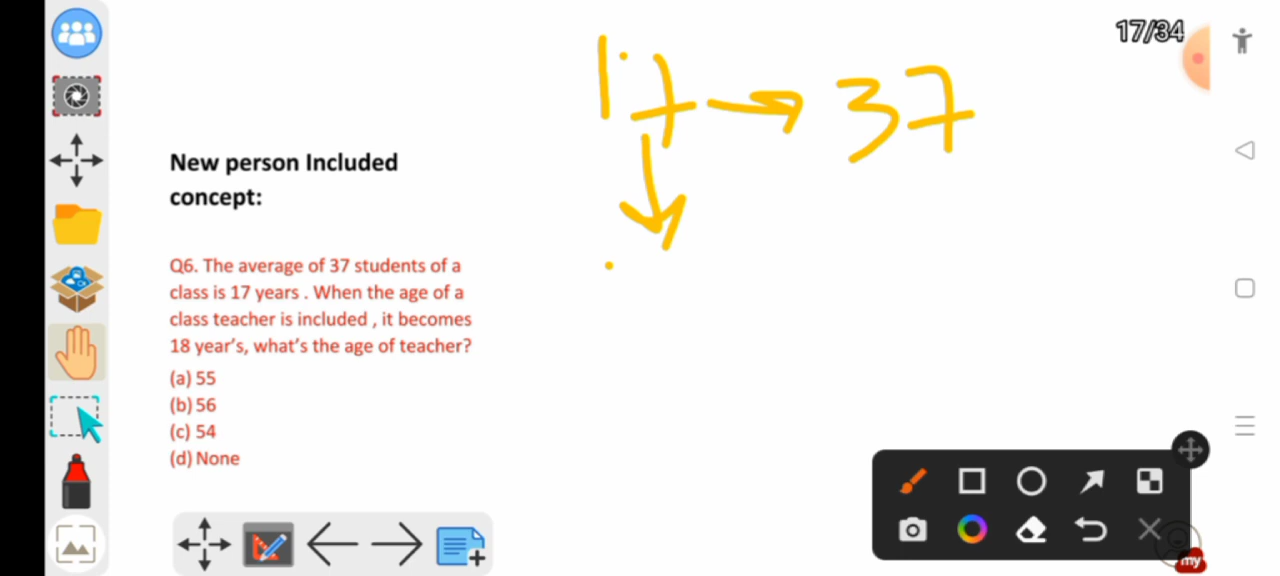 17/34
17 → 37
New person Included
concept:
Q6. The average of 37 students of a
class is 17 years . When the age of a
class teacher is included , it becomes
18 year’s, what’s the age of teacher?
(a) 55
(b) 56
(c) 54
(d) None
my